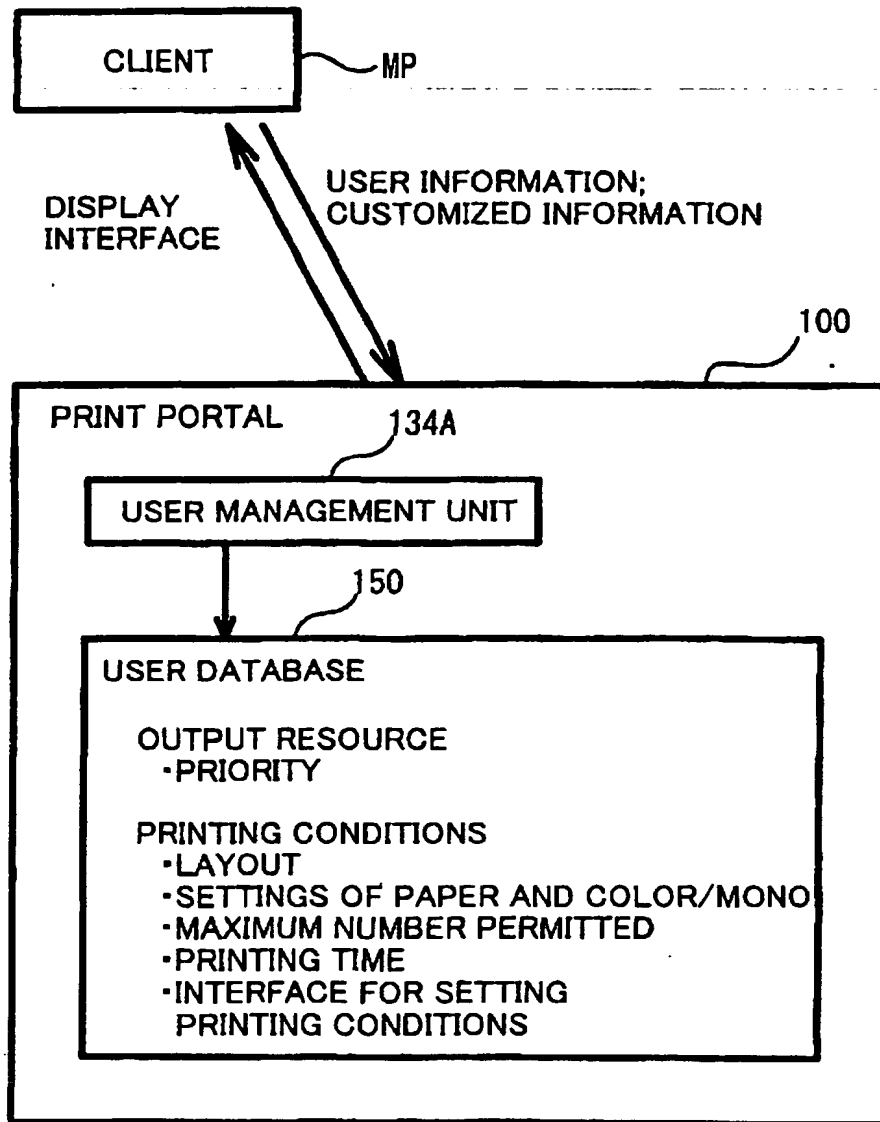 CLIENT
MP
DISPLAY
INTERFACE
USER INFORMATION;
CUSTOMIZED INFORMATION
100
PRINT PORTAL
134A
USER MANAGEMENT UNIT
150
USER DATABASE
OUTPUT RESOURCE
・PRIORITY
PRINTING CONDITIONS
・LAYOUT
・SETTINGS OF PAPER AND COLOR/MONO
・MAXIMUM NUMBER PERMITTED
・PRINTING TIME
・INTERFACE FOR SETTING
PRINTING CONDITIONS